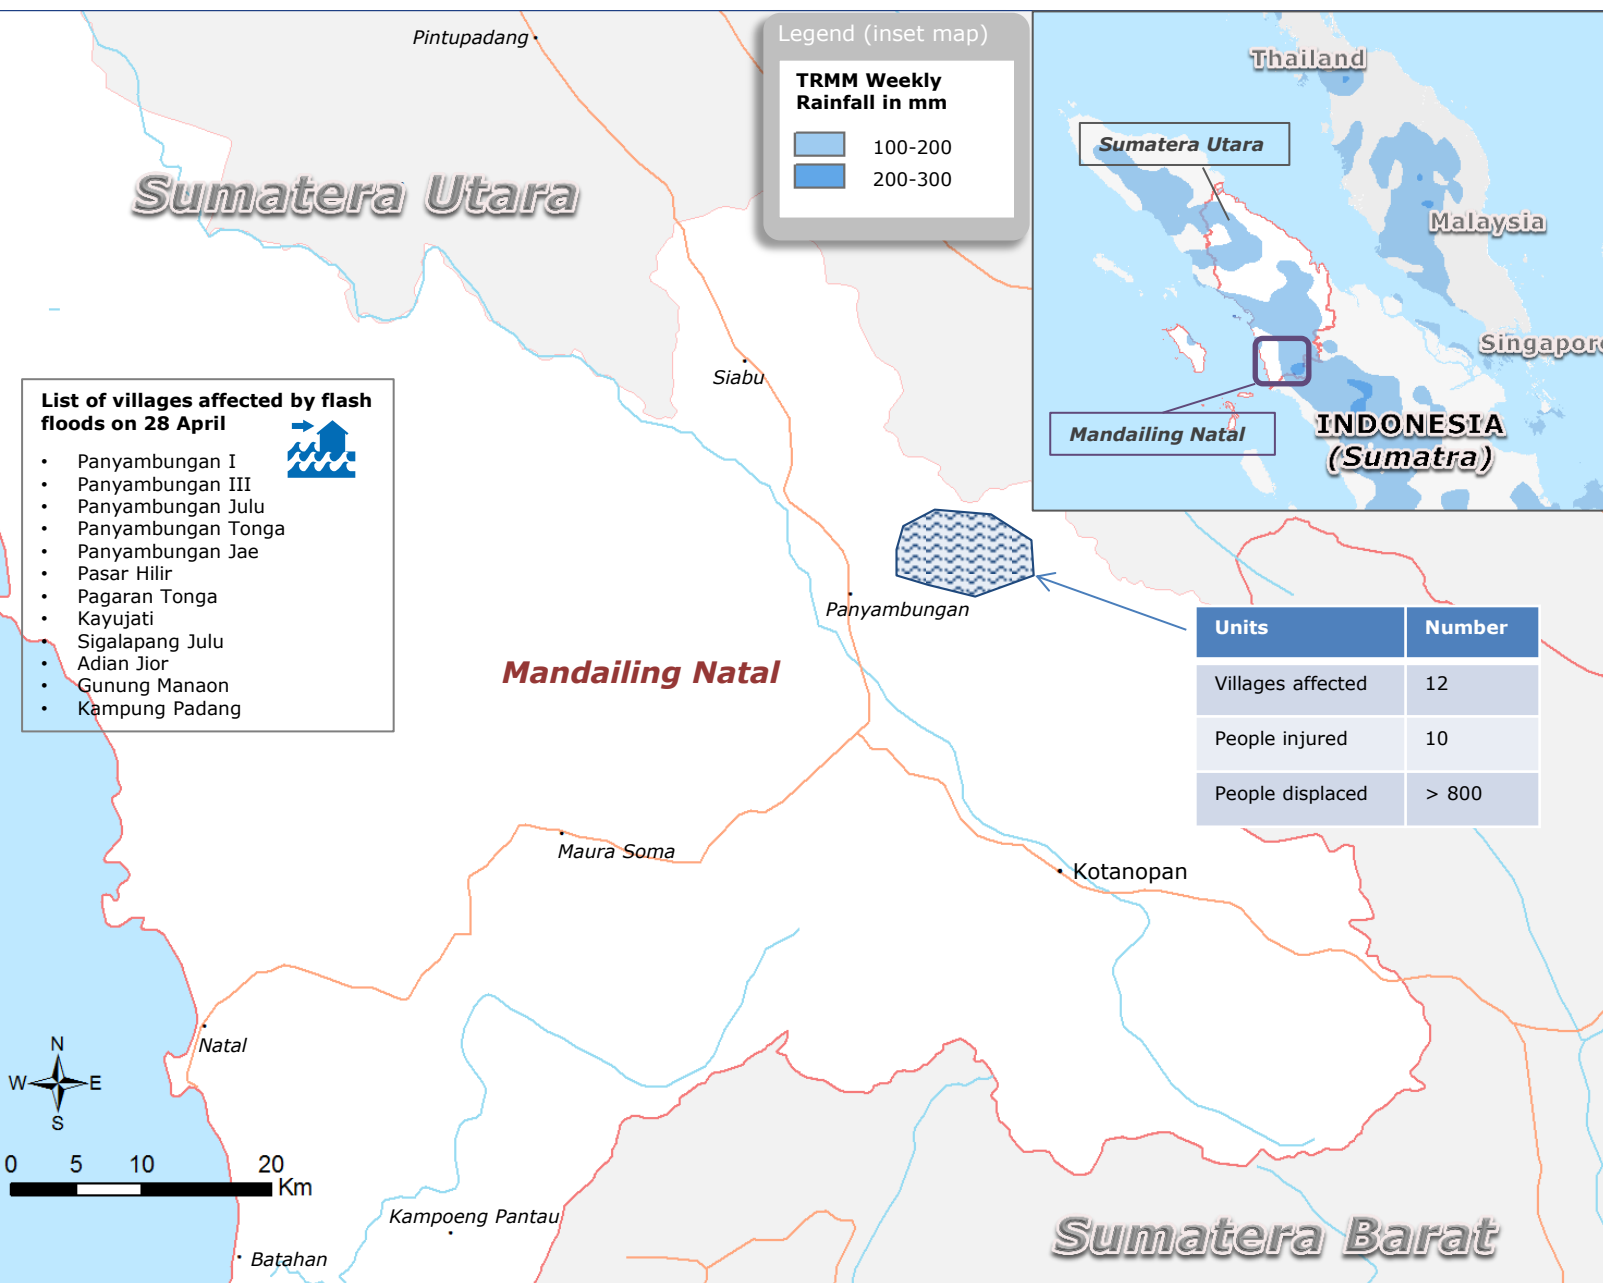 Pintupadang
Legend (inset map)
TRMM Weekly
Rainfall in mm
100-200
200-300
Thailand
Sumatera Utara
Malaysia
Singapore
Mandailing Natal
INDONESIA
(Sumatra)
Sumatera Utara
Siabu
List of villages affected by flash
floods on 28 April
• Panyambungan I
• Panyambungan III
• Panyambungan Julu
• Panyambungan Tonga
• Panyambungan Jae
• Pasar Hilir
• Pagaran Tonga
• Kayujati
• Sigalapang Julu
• Adian Jior
• Gunung Manaon
• Kampung Padang
Panyambungan
Mandailing Natal
Units Number
Villages affected 12
People injured 10
People displaced > 800
Maura Soma
Kotanopan
Natal
N
W E
S
0 5 10 20
Km
Kampoeng Pantau
Batahan
Sumatera Barat